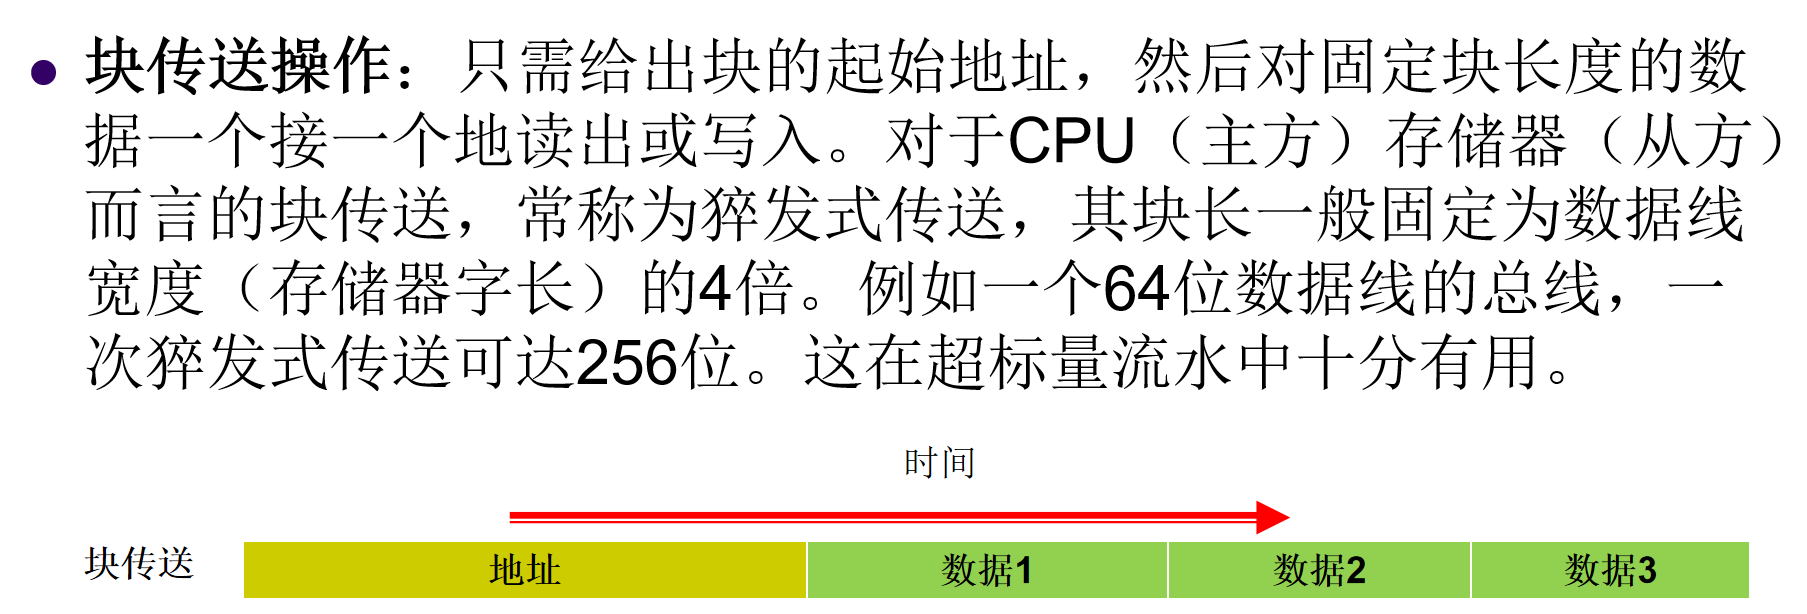 ● 块传送操作：只需给出块的起始地址，然后对固定块长度的数
据一个接一个地读出或写入。对于CPU（主方）存储器（从方）
而言的块传送，常称为猝发式传送，其块长一般固定为数据线
宽度（存储器字长）的4倍。例如一个64位数据线的总线，一
次猝发式传送可达256位。这在超标量流水中十分有用。
时间
块传送 地址 数据1 数据2 数据3